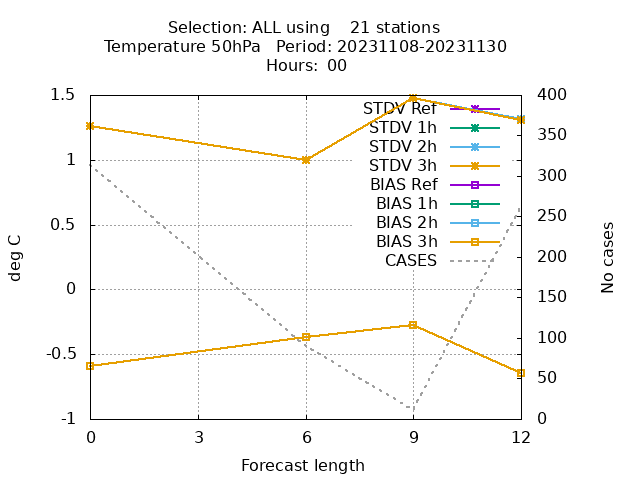 Selection: ALL using    21 stations
Temperature 50hPa   Period: 20231108-20231130
Hours: 00
1.5
1
0.5
0
-0.5
-1
400
350
300
250
200
150
100
50
0
STDV Ref
STDV 1h
STDV 2h
STDV 3h
BIAS Ref
BIAS 1h
BIAS 2h
BIAS 3h
CASES
deg C
No cases
0 3 6 9 12
Forecast length